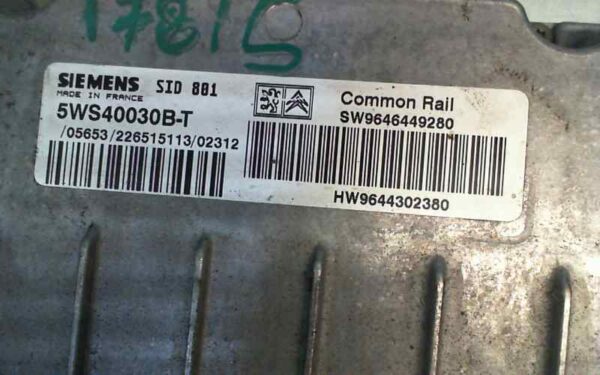 17815
SIEMENS SID 801
MADE IN FRANCE
5WS40030B-T
/05653/226515113/02312
Common Rail
SW9646449280
HW9644302380